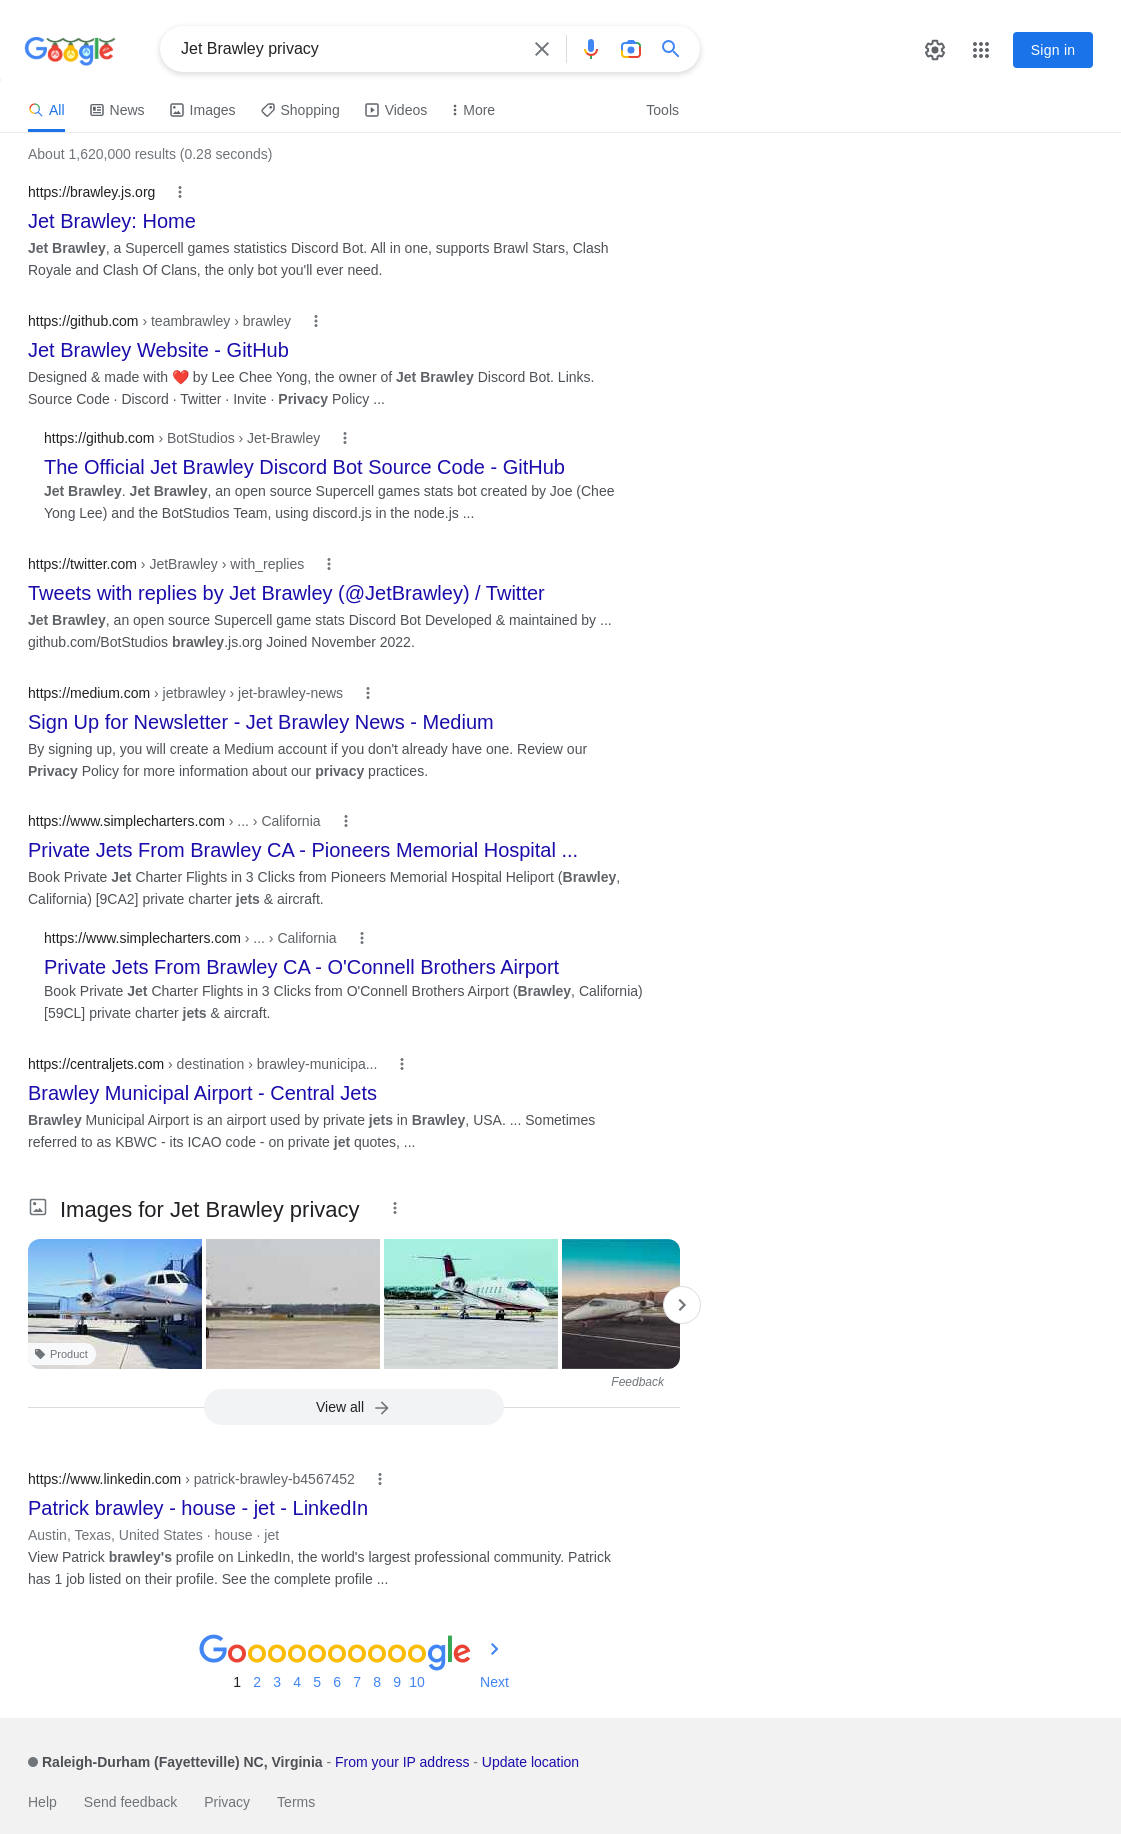 Google
Jet Brawley privacy
Sign in
All
News
Images
Shopping
Videos
More
Tools
About 1,620,000 results (0.28 seconds)
https://brawley.js.org
Jet Brawley: Home
Jet Brawley, a Supercell games statistics Discord Bot. All in one, supports Brawl Stars, Clash
Royale and Clash Of Clans, the only bot you'll ever need.
https://github.com › teambrawley › brawley
Jet Brawley Website - GitHub
Designed & made with ❤️ by Lee Chee Yong, the owner of Jet Brawley Discord Bot. Links.
Source Code · Discord · Twitter · Invite · Privacy Policy ...
https://github.com › BotStudios › Jet-Brawley
The Official Jet Brawley Discord Bot Source Code - GitHub
Jet Brawley. Jet Brawley, an open source Supercell games stats bot created by Joe (Chee
Yong Lee) and the BotStudios Team, using discord.js in the node.js ...
https://twitter.com › JetBrawley › with_replies
Tweets with replies by Jet Brawley (@JetBrawley) / Twitter
Jet Brawley, an open source Supercell game stats Discord Bot Developed & maintained by ...
github.com/BotStudios brawley.js.org Joined November 2022.
https://medium.com › jetbrawley › jet-brawley-news
Sign Up for Newsletter - Jet Brawley News - Medium
By signing up, you will create a Medium account if you don't already have one. Review our
Privacy Policy for more information about our privacy practices.
https://www.simplecharters.com › ... › California
Private Jets From Brawley CA - Pioneers Memorial Hospital ...
Book Private Jet Charter Flights in 3 Clicks from Pioneers Memorial Hospital Heliport (Brawley,
California) [9CA2] private charter jets & aircraft.
https://www.simplecharters.com › ... › California
Private Jets From Brawley CA - O'Connell Brothers Airport
Book Private Jet Charter Flights in 3 Clicks from O'Connell Brothers Airport (Brawley, California)
[59CL] private charter jets & aircraft.
https://centraljets.com › destination › brawley-municipa...
Brawley Municipal Airport - Central Jets
Brawley Municipal Airport is an airport used by private jets in Brawley, USA. ... Sometimes
referred to as KBWC - its ICAO code - on private jet quotes, ...
Images for Jet Brawley privacy
Product
Feedback
View all
https://www.linkedin.com › patrick-brawley-b4567452
Patrick brawley - house - jet - LinkedIn
Austin, Texas, United States · house · jet
View Patrick brawley's profile on LinkedIn, the world's largest professional community. Patrick
has 1 job listed on their profile. See the complete profile ...
Goooooooooogle
1 2 3 4 5 6 7 8 9 10 Next
Raleigh-Durham (Fayetteville) NC, Virginia - From your IP address - Update location
Help Send feedback Privacy Terms